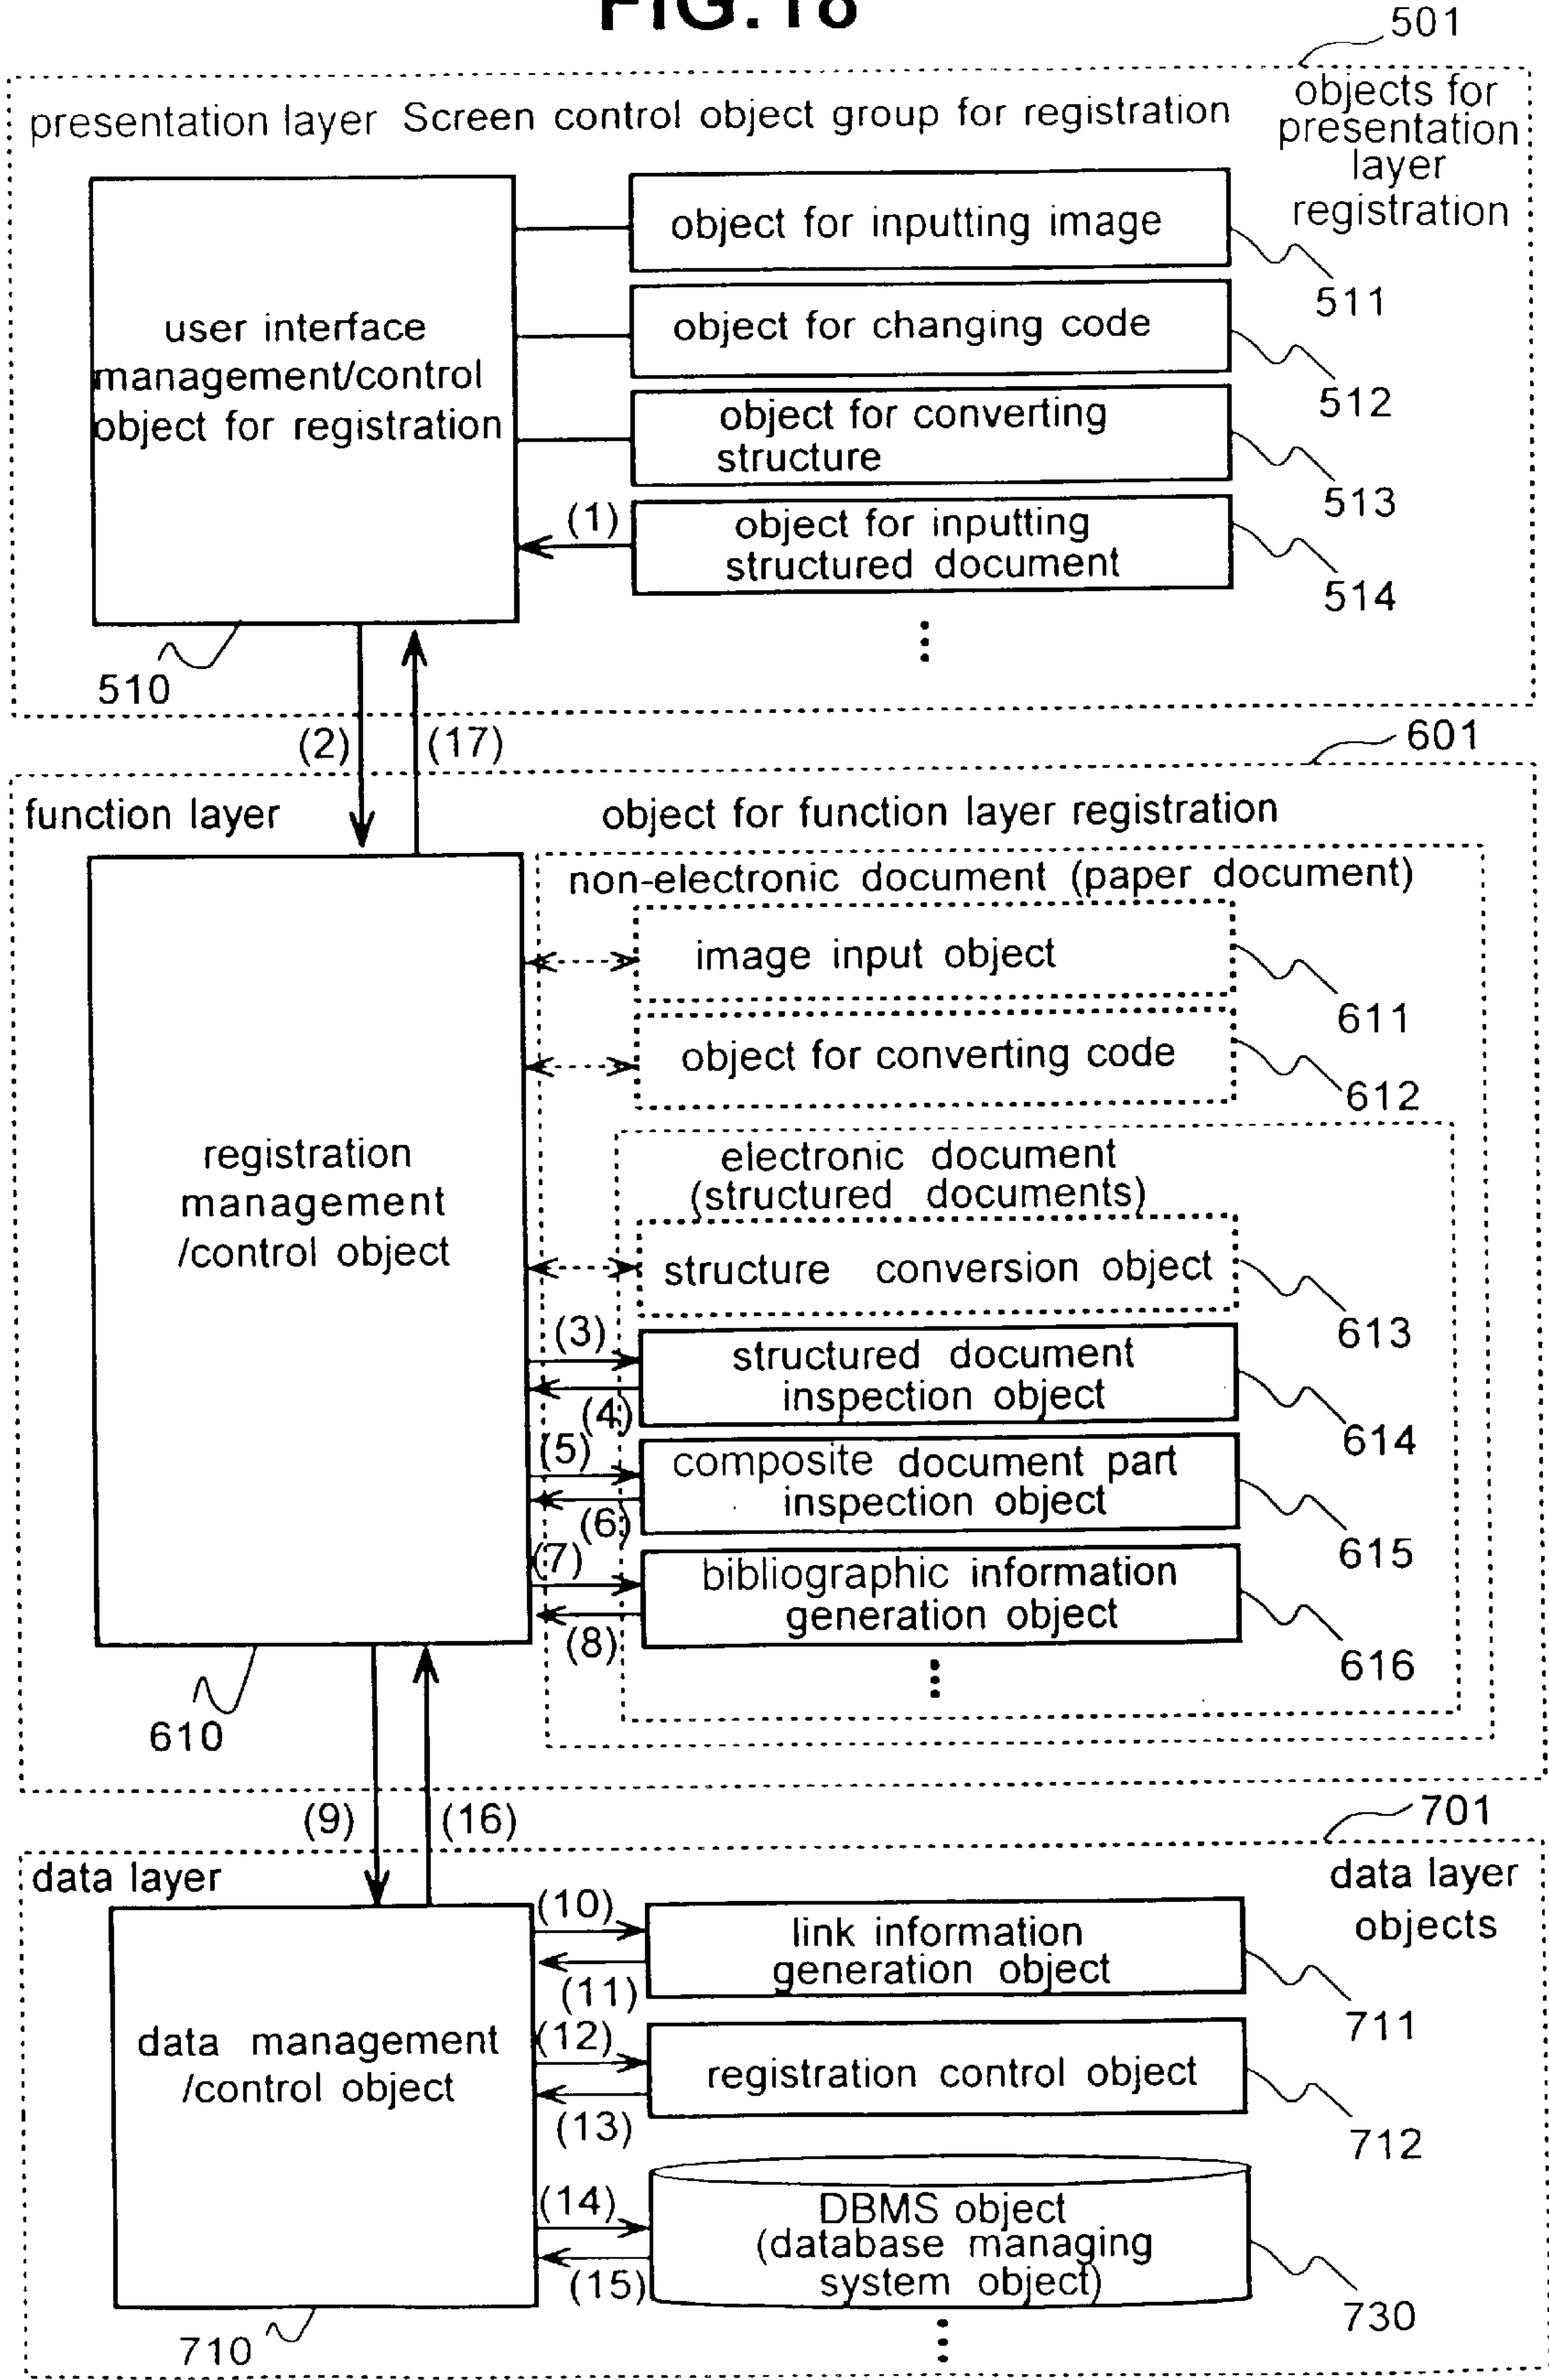 FIG.18
501
presentation layer Screen control object group for registration
objects for
presentation
layer
registration
object for inputting image
511
user interface
management/control
object for registration
object for changing code
512
object for converting
structure
513
(1)
object for inputting
structured document
514
510
(2)
(17)
601
function layer
object for function layer registration
non-electronic document (paper document)
image input object
611
object for converting code
612
registration
management
/control object
electronic document
(structured documents)
structure conversion object
613
(3)
structured document
inspection object
(4)
614
(5)
composite document part
inspection object
(6)
615
(7)
bibliographic information
generation object
(8)
616
610
(9)
(16)
701
data layer
data layer
objects
(10)
link information
generation object
(11)
711
data management
/control object
(12)
registration control object
(13)
712
(14)
DBMS object
(database managing
system object)
(15)
730
710